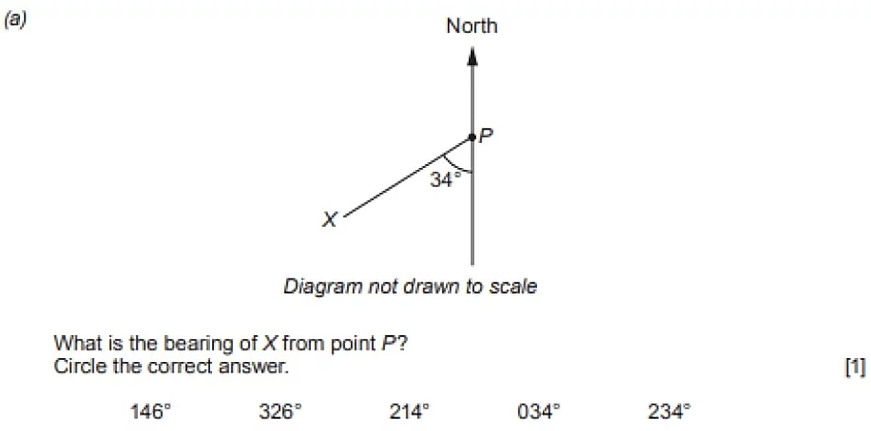 (a)
North
P
34°
X
Diagram not drawn to scale
What is the bearing of X from point P?
Circle the correct answer. [1]
146° 326° 214° 034° 234°